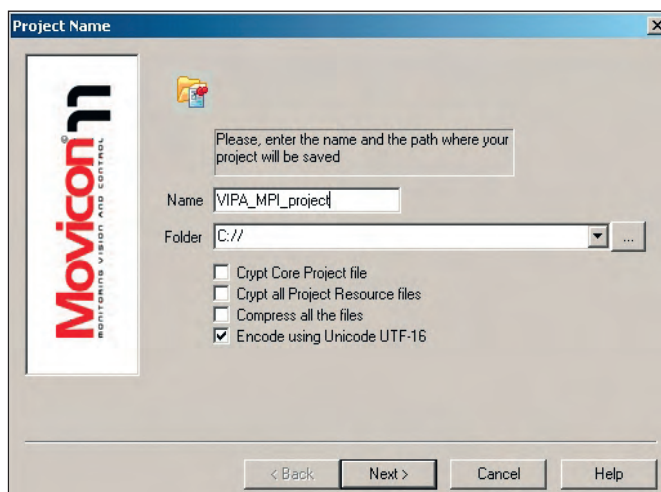 Project Name
Movicon 11
MONITORING VISION AND CONTROL
Please, enter the name and the path where your
project will be saved
Name VIPA_MPI_project
Folder C://
...
Crypt Core Project file
Crypt all Project Resource files
Compress all the files
Encode using Unicode UTF-16
< Back Next > Cancel Help